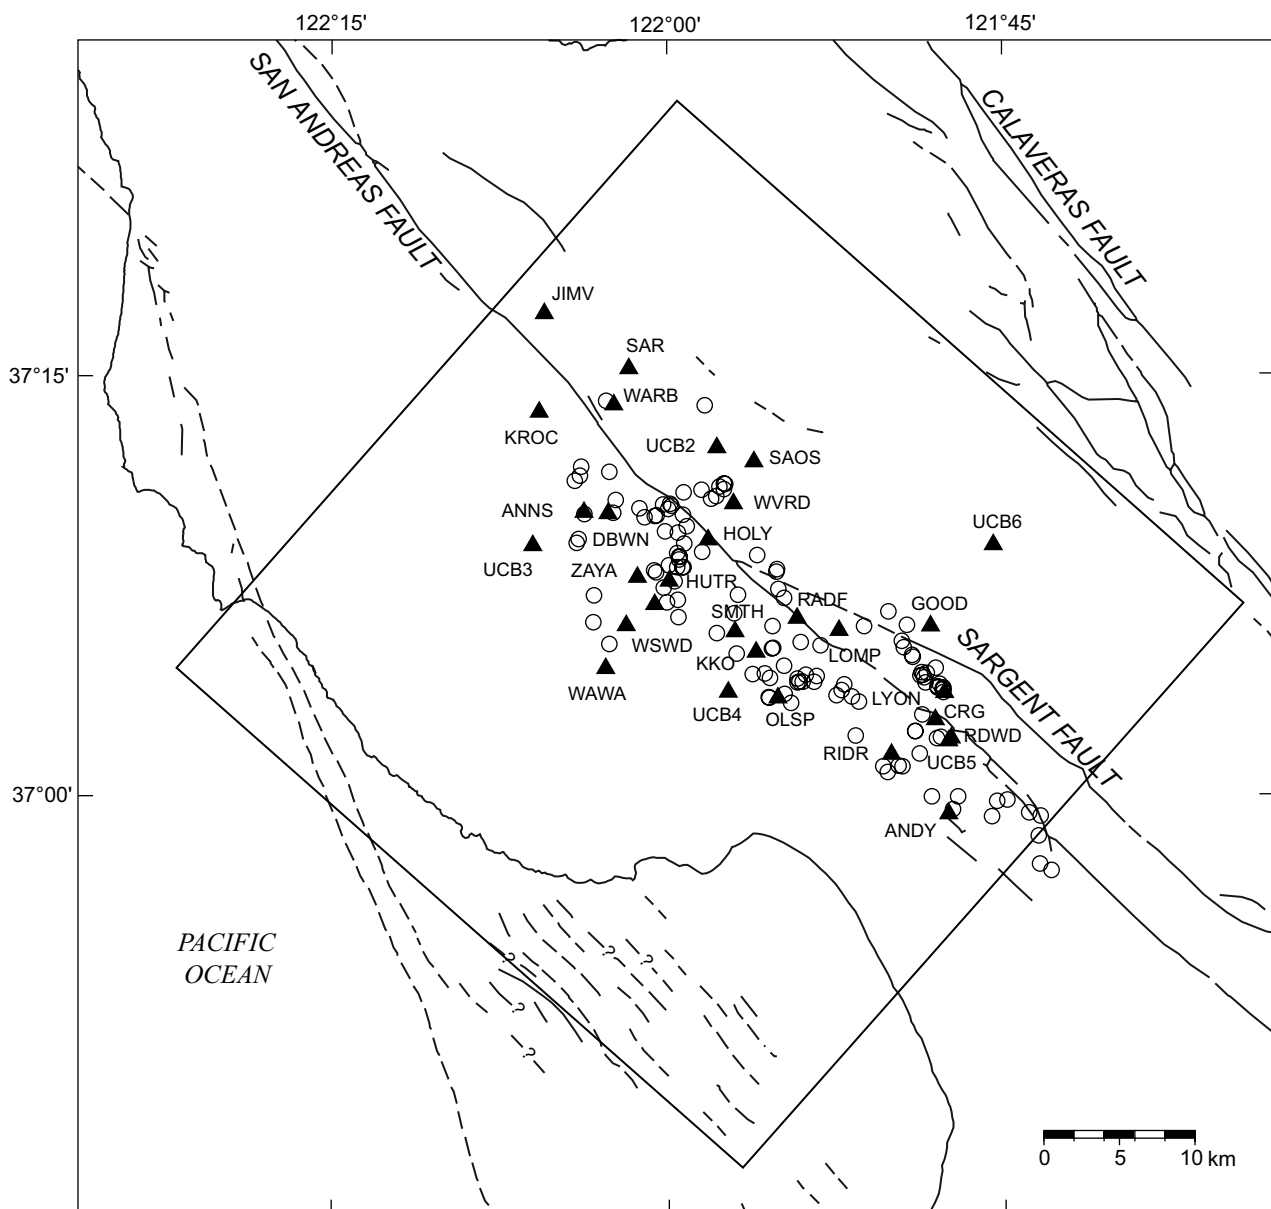 122°15'
122°00'
121°45'
SAN ANDREAS FAULT
CALAVERAS FAULT
JIMV
SAR
37°15'
WARB
KROC
UCB2
SAOS
ANNS
WVRD
UCB6
DBWN
HOLY
UCB3
ZAYA
HUTR
SMTH
RADF
GOOD
WSWD
SARGENT FAULT
KKO
LOMP
WAWA
LYON
UCB4
OLSP
CRG
RDWD
RIDR
UCB5
37°00'
ANDY
PACIFIC
OCEAN
?
?
?
?
?
0 5 10 km